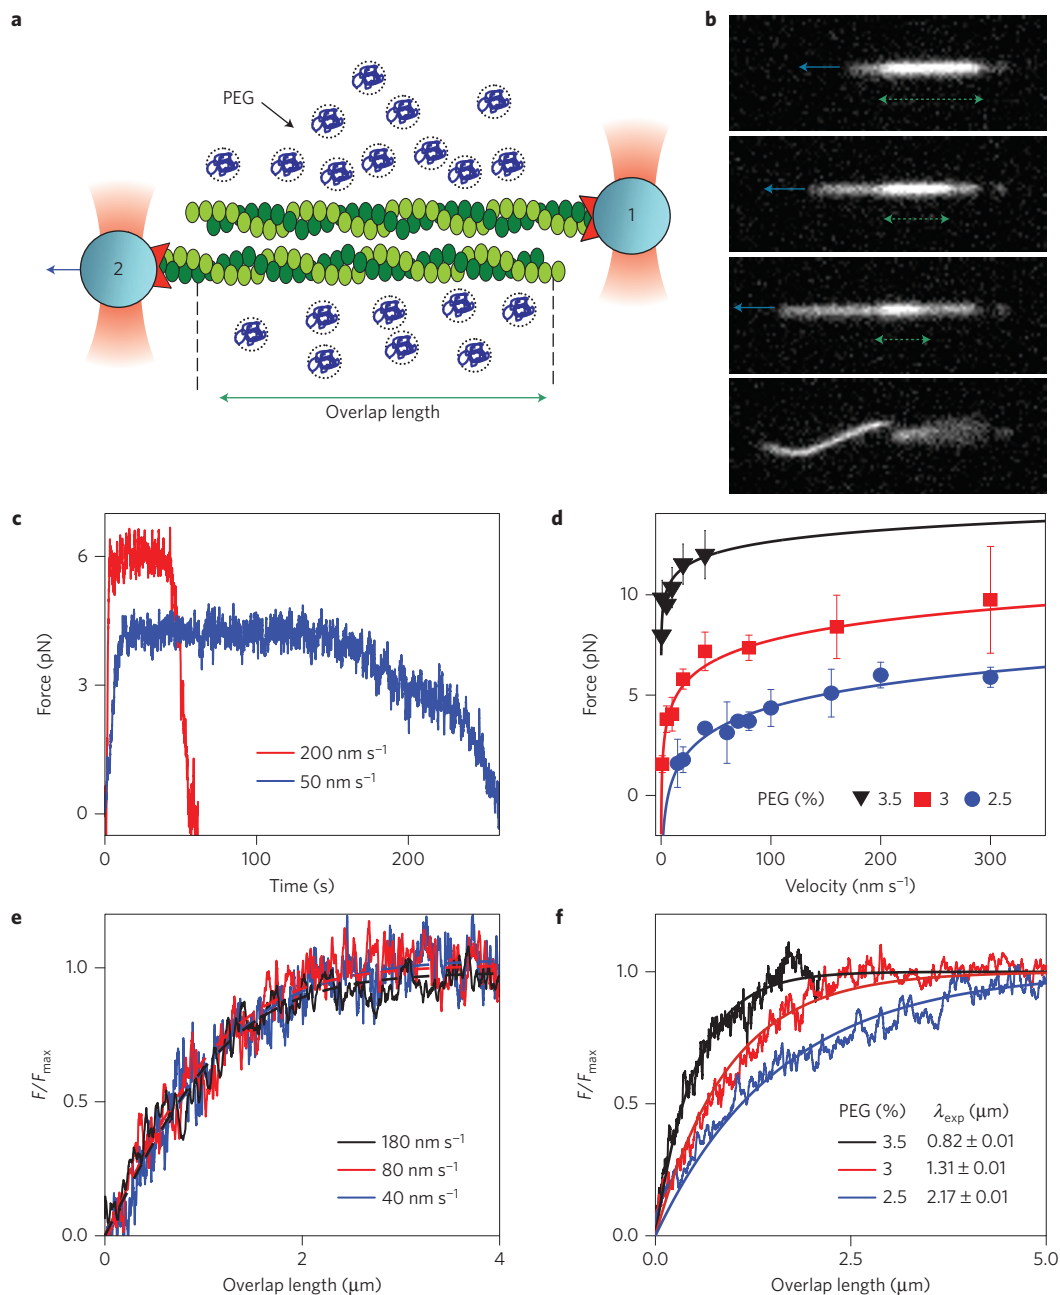 a
PEG
1
2
Overlap length
b
c
Force (pN)
6
3
0
200 nm s⁻¹
50 nm s⁻¹
0
100
200
Time (s)
d
Force (pN)
10
5
0
PEG (%) 3.5 3 2.5
0
100
200
300
Velocity (nm s⁻¹)
e
F/Fmax
1.0
0.5
0.0
180 nm s⁻¹
80 nm s⁻¹
40 nm s⁻¹
0
2
4
Overlap length (μm)
f
F/Fmax
1.0
0.5
0.0
PEG (%) λexp (μm)
3.5 0.82 ± 0.01
3 1.31 ± 0.01
2.5 2.17 ± 0.01
0.0
2.5
5.0
Overlap length (μm)